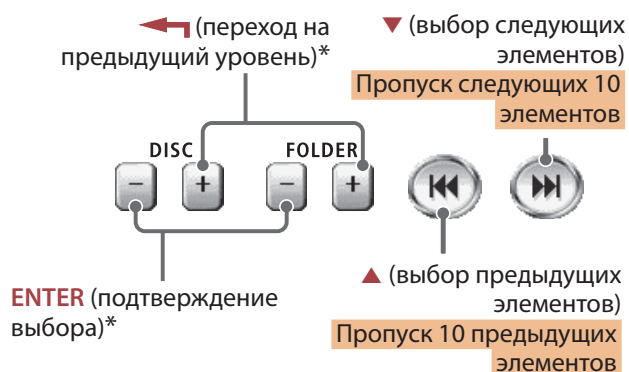 (переход на
предыдущий уровень)*
▼ (выбор следующих
элементов)
Пропуск следующих 10
элементов
DISC
FOLDER
− + − +
ENTER (подтверждение
выбора)*
▲ (выбор предыдущих
элементов)
Пропуск 10 предыдущих
элементов